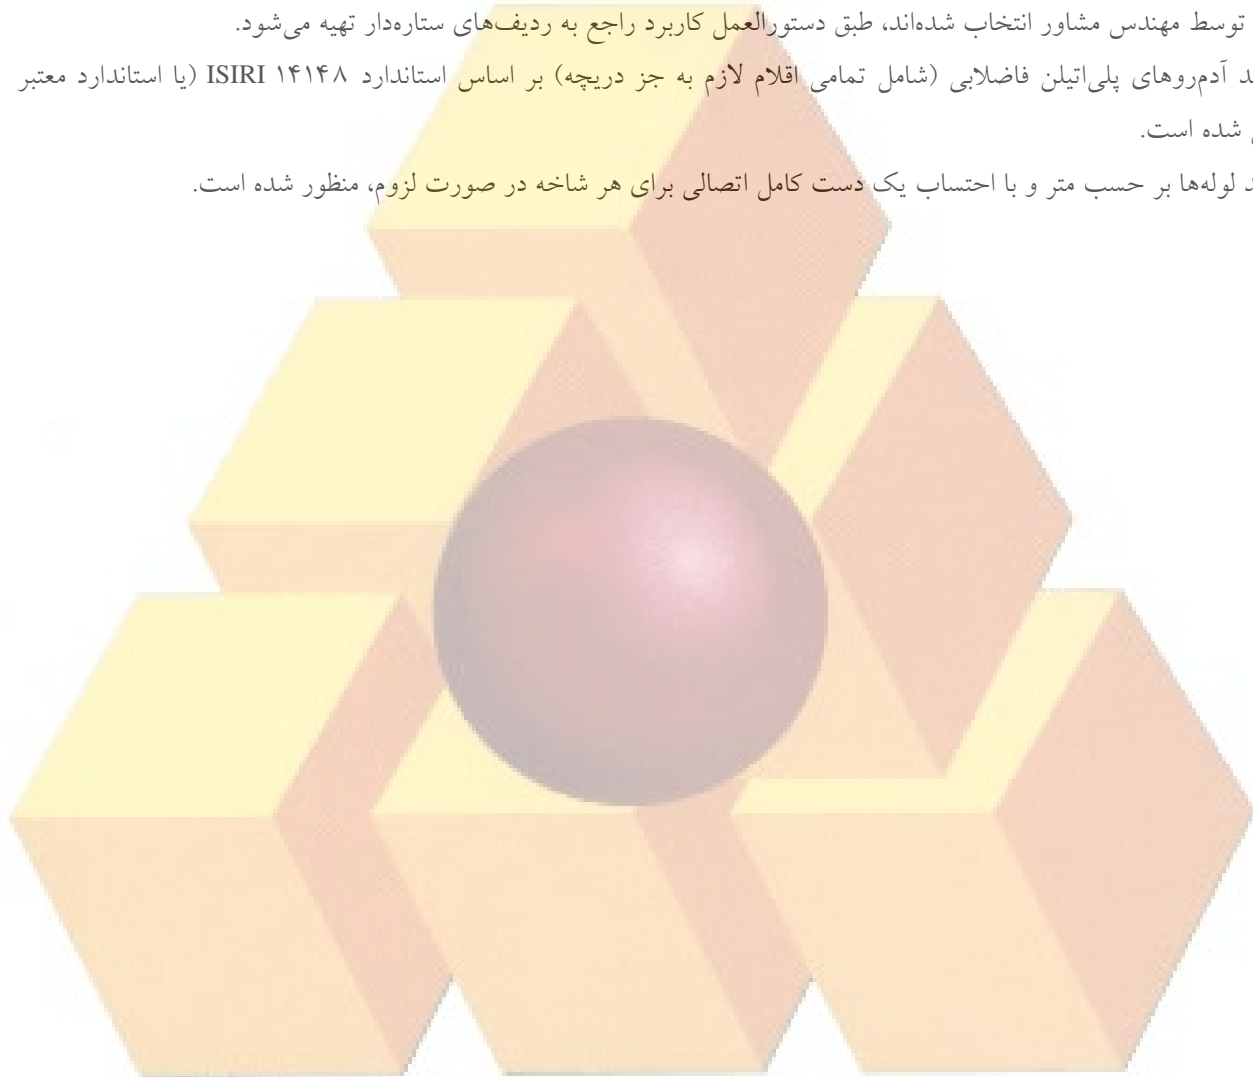 توسط مهندس مشاور انتخاب شده‌اند، طبق دستورالعمل کاربرد راجع به ردیف‌های ستاره‌دار تهیه می‌شود.
آدم‌روهای پلی‌اتیلن فاضلابی (شامل تمامی اقلام لازم به جز دریچه) بر اساس استاندارد ISIRI ۱۴۱۴۸ (یا استاندارد معتبر
شده است.
لوله‌ها بر حسب متر و با احتساب یک دست کامل اتصالی برای هر شاخه در صورت لزوم، منظور شده است.